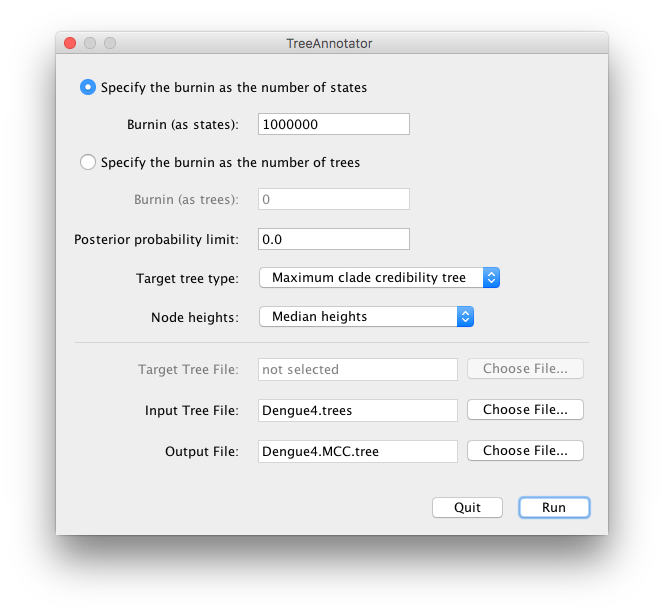 TreeAnnotator
Specify the burnin as the number of states
Burnin (as states): 1000000
Specify the burnin as the number of trees
Burnin (as trees): 0
Posterior probability limit: 0.0
Target tree type: Maximum clade credibility tree
Node heights: Median heights
Target Tree File: not selected Choose File...
Input Tree File: Dengue4.trees Choose File...
Output File: Dengue4.MCC.tree Choose File...
Quit Run